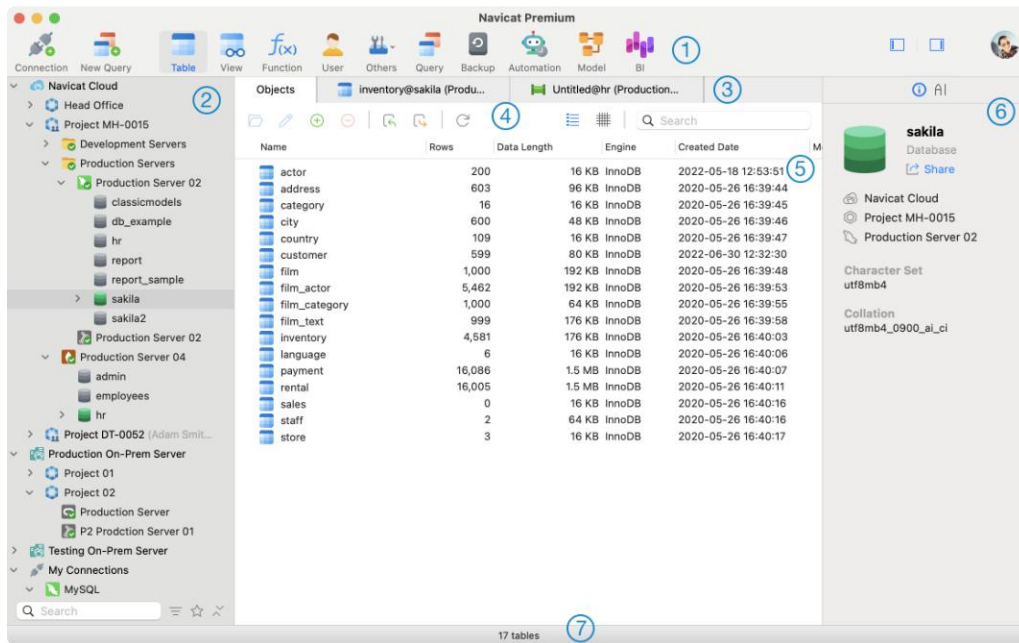 Navicat Premium
Connection New Query Table View Function User Others Query Backup Automation Model BI
f(x)
1
Navicat Cloud
2
Head Office
Project MH-0015
Development Servers
Production Servers
Production Server 02
classicmodels
db_example
hr
report
report_sample
sakila
sakila2
Production Server 02
Production Server 04
admin
employees
hr
Project DT-0052 (Adam Smit...
Production On-Prem Server
Project 01
Project 02
Production Server
P2 Prodction Server 01
Testing On-Prem Server
My Connections
MySQL
Search
Objects inventory@sakila (Produ... Untitled@hr (Production... 3
4
Search
Name Rows Data Length Engine Created Date M
5
actor 200 16 KB InnoDB 2022-05-18 12:53:51
address 603 96 KB InnoDB 2020-05-26 16:39:44
category 16 16 KB InnoDB 2020-05-26 16:39:45
city 600 48 KB InnoDB 2020-05-26 16:39:46
country 109 16 KB InnoDB 2020-05-26 16:39:47
customer 599 80 KB InnoDB 2022-06-30 12:32:30
film 1,000 192 KB InnoDB 2020-05-26 16:39:48
film_actor 5,462 192 KB InnoDB 2020-05-26 16:39:53
film_category 1,000 64 KB InnoDB 2020-05-26 16:39:55
film_text 999 176 KB InnoDB 2020-05-26 16:39:58
inventory 4,581 176 KB InnoDB 2020-05-26 16:40:03
language 6 16 KB InnoDB 2020-05-26 16:40:06
payment 16,086 1.5 MB InnoDB 2020-05-26 16:40:07
rental 16,005 1.5 MB InnoDB 2020-05-26 16:40:11
sales 0 16 KB InnoDB 2020-05-26 16:40:16
staff 2 64 KB InnoDB 2020-05-26 16:40:16
store 3 16 KB InnoDB 2020-05-26 16:40:17
AI
6
sakila
Database
Share
Navicat Cloud
Project MH-0015
Production Server 02
Character Set
utf8mb4
Collation
utf8mb4_0900_ai_ci
17 tables
7